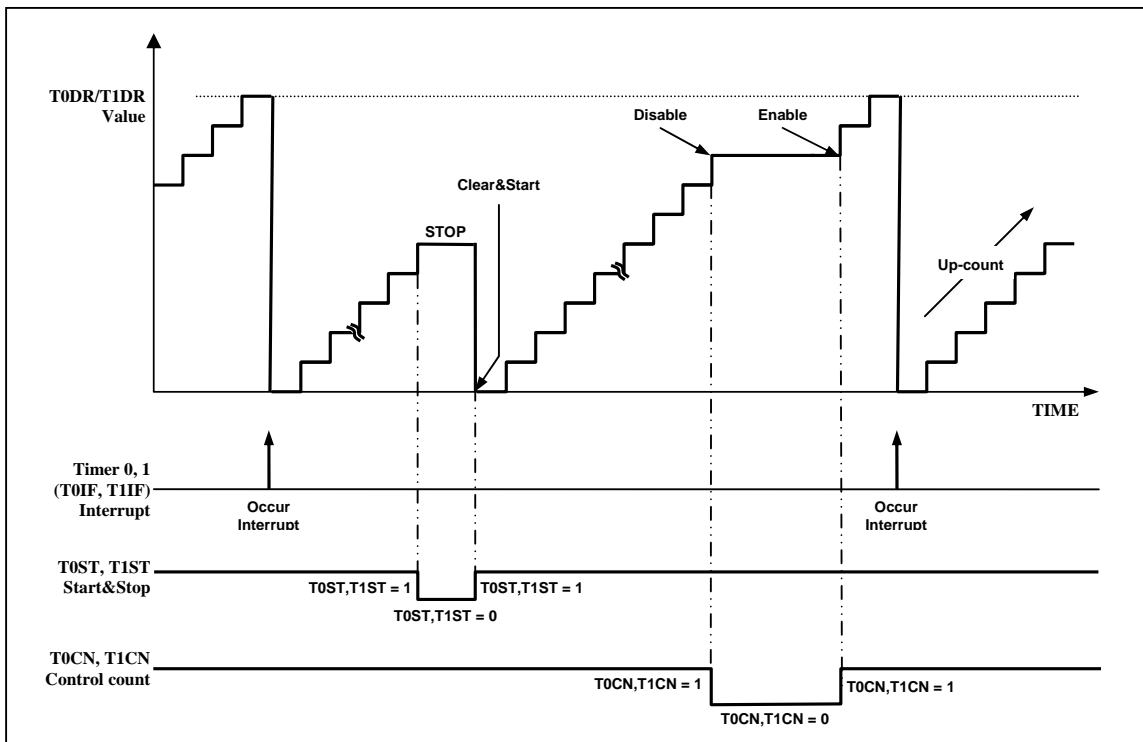 T0DR/T1DR
Value
Disable
Enable
Clear&Start
STOP
Up-count
TIME
Timer 0, 1
(T0IF, T1IF)
Interrupt
Occur
Interrupt
Occur
Interrupt
T0ST, T1ST
Start&Stop
T0ST,T1ST = 1
T0ST,T1ST = 1
T0ST,T1ST = 0
T0CN, T1CN
Control count
T0CN,T1CN = 1
T0CN,T1CN = 1
T0CN,T1CN = 0